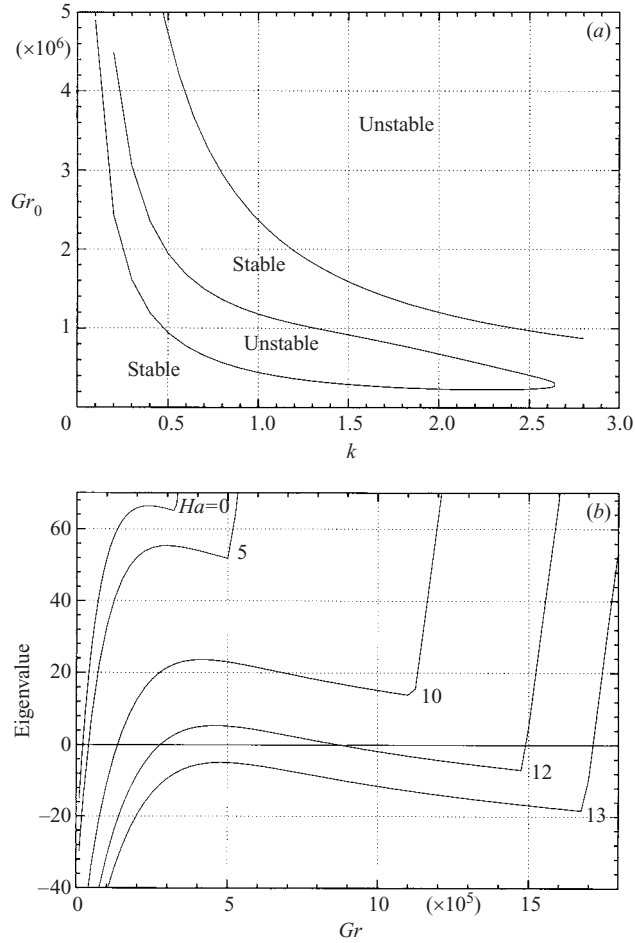 5
(×10⁶)
(a)
4
Unstable
3
Gr₀
2
Stable
1
Unstable
Stable
0 0.5 1.0 1.5 2.0 2.5 3.0
k
(b)
60
Ha=0
5
40
Eigenvalue
20
10
0
12
–20
13
–40
0 5 10 (×10⁵) 15
Gr